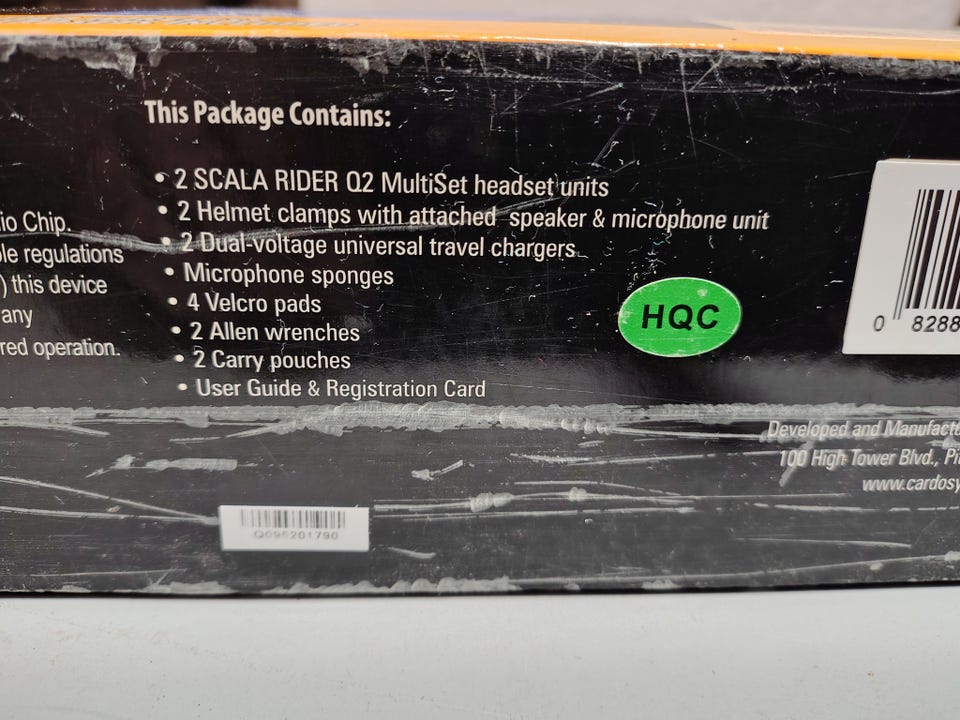 This Package Contains:
• 2 SCALA RIDER Q2 MultiSet headset units
• 2 Helmet clamps with attached speaker & microphone unit
• 2 Dual-voltage universal travel chargers
• Microphone sponges
• 4 Velcro pads
• 2 Allen wrenches
• 2 Carry pouches
• User Guide & Registration Card
io Chip.
le regulations
) this device
any
red operation.
HQC
0 8288
Developed and Manufactu
100 High Tower Blvd., Pi
www.cardosy
Q095201790